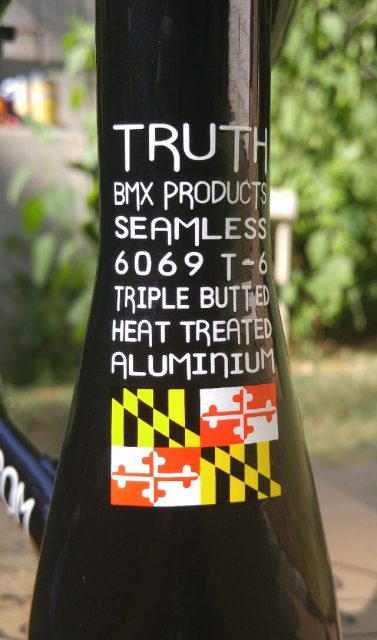 TRUTH
BMX PRODUCTS
SEAMLESS
6069 T-6
TRIPLE BUTTED
HEAT TREATED
ALUMINIUM